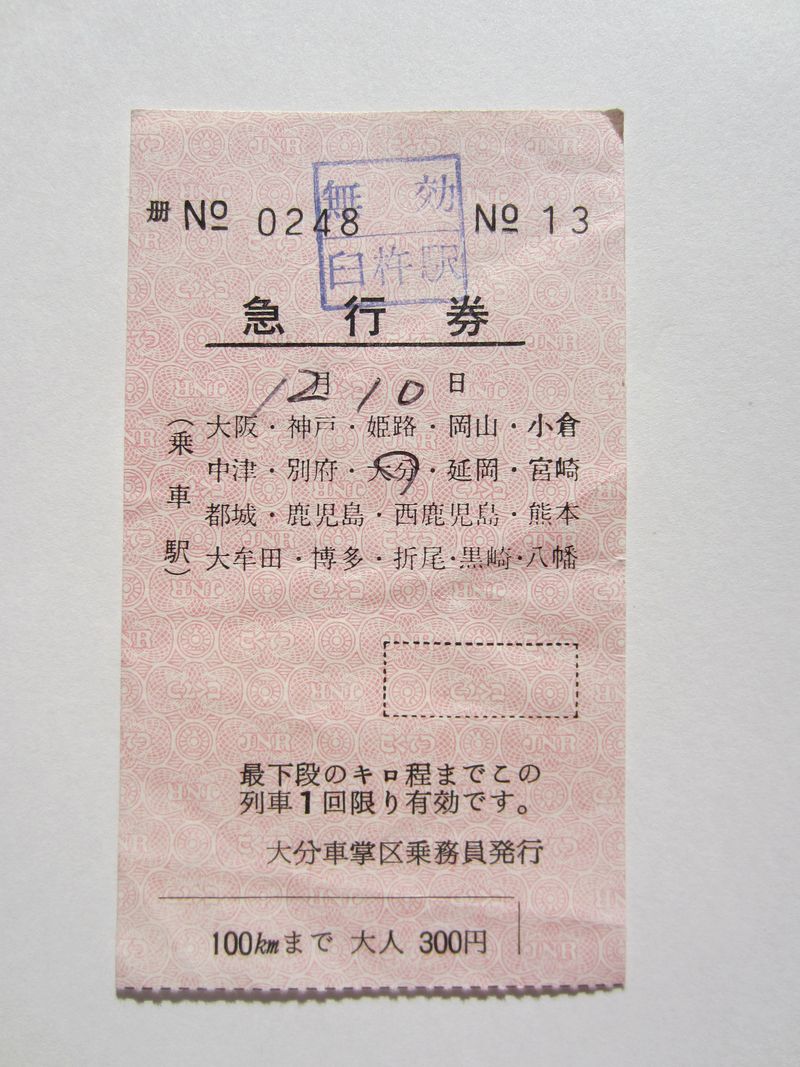 無効
臼杵駅
冊 No 0248 No 13
急行券
12月10日
(乗車駅)
大阪・神戸・姫路・岡山・小倉
中津・別府・大分・延岡・宮崎
都城・鹿児島・西鹿児島・熊本
大牟田・博多・折尾・黒崎・八幡
最下段のキロ程までこの
列車1回限り有効です。
大分車掌区乗務員発行
100kmまで 大人 300円